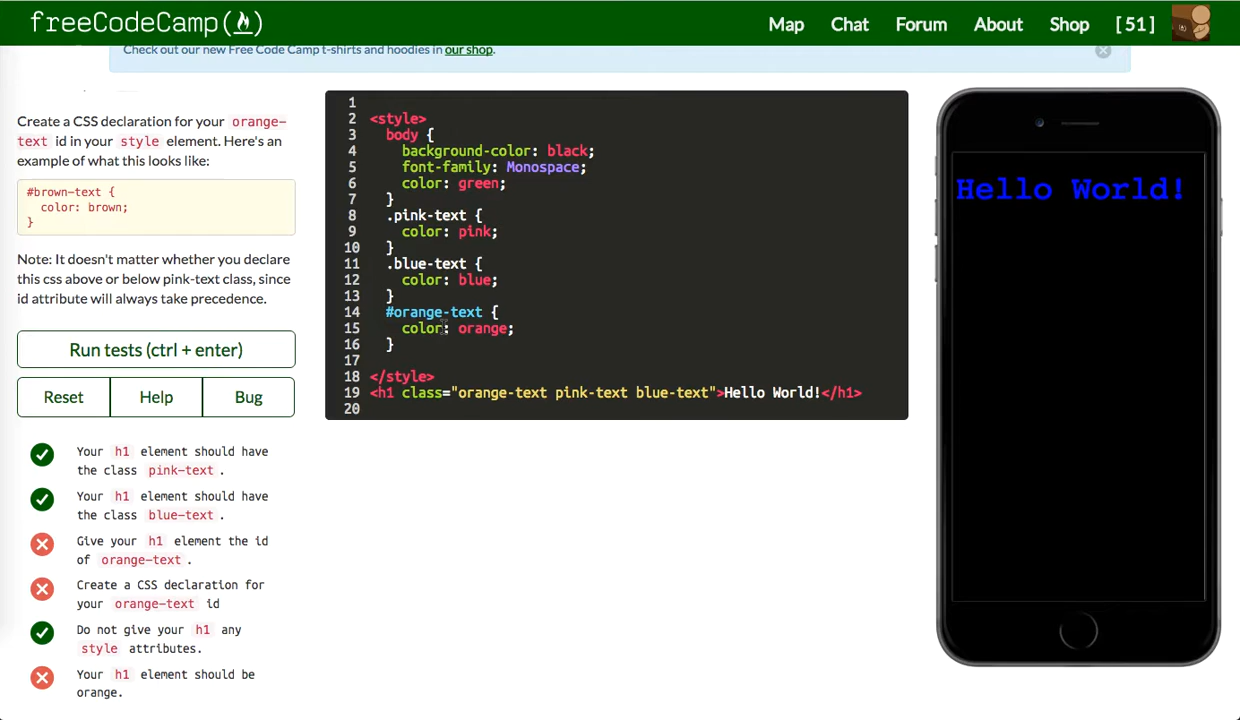 freeCodeCamp(🔥)
Map Chat Forum About Shop [ 51 ]
Check out our new Free Code Camp t-shirts and hoodies in our shop.
Create a CSS declaration for your orange-
text id in your style element. Here's an
example of what this looks like:
#brown-text {
color: brown;
}
Note: It doesn't matter whether you declare
this css above or below pink-text class, since
id attribute will always take precedence.
Run tests (ctrl + enter)
Reset Help Bug
Your h1 element should have
the class pink-text .
Your h1 element should have
the class blue-text .
Give your h1 element the id
of orange-text .
Create a CSS declaration for
your orange-text id
Do not give your h1 any
style attributes.
Your h1 element should be
orange.
1
2 <style>
3 body {
4 background-color: black;
5 font-family: Monospace;
6 color: green;
7 }
8 .pink-text {
9 color: pink;
10 }
11 .blue-text {
12 color: blue;
13 }
14 #orange-text {
15 color: orange;
16 }
17
18 </style>
19 <h1 class="orange-text pink-text blue-text">Hello World!</h1>
20
Hello World!